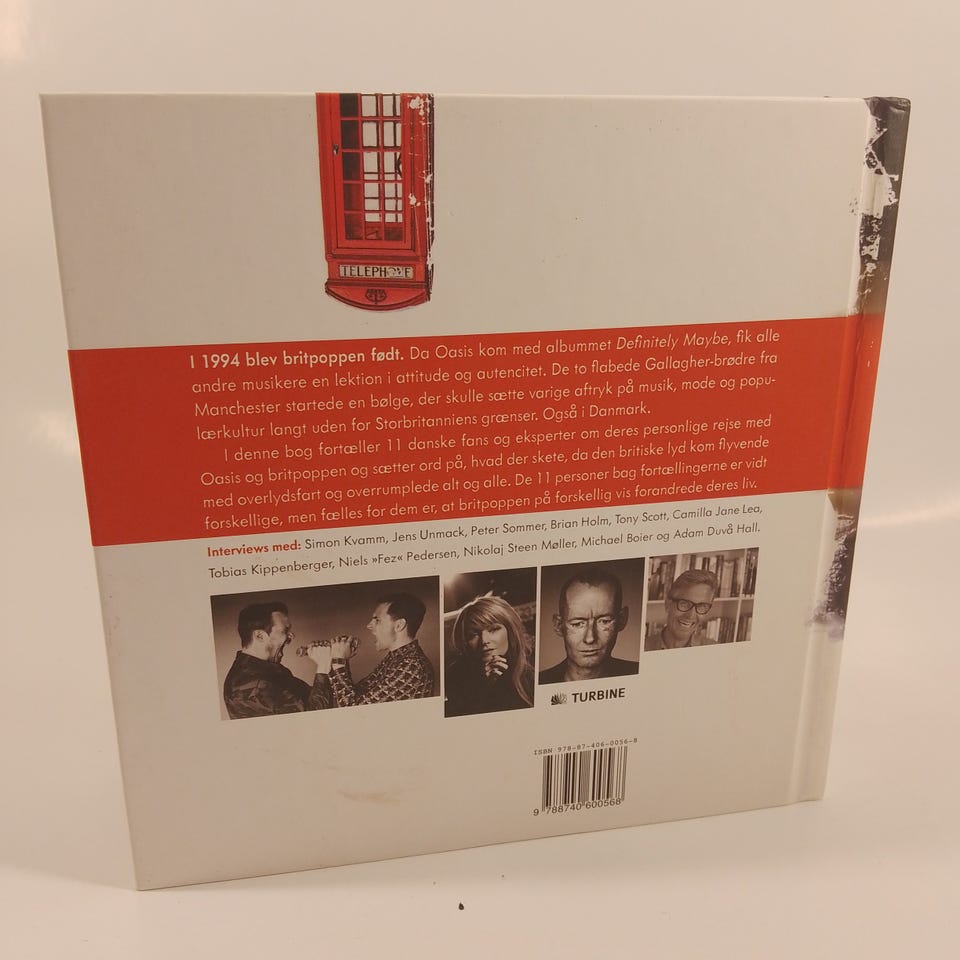 TELEPHONE
I 1994 blev britpoppen født. Da Oasis kom med albummet Definitely Maybe, fik alle
andre musikere en lektion i attitude og autencitet. De to flabede Gallagher-brødre fra
Manchester startede en bølge, der skulle sætte varige aftryk på musik, mode og popu-
lærkultur langt uden for Storbritanniens grænser. Også i Danmark.
I denne bog fortæller 11 danske fans og eksperter om deres personlige rejse med
Oasis og britpoppen og sætter ord på, hvad der skete, da den britiske lyd kom flyvende
med overlydsfart og overrumplede alt og alle. De 11 personer bag fortællingerne er vidt
forskellige, men fælles for dem er, at britpoppen på forskellig vis forandrede deres liv.
Interviews med: Simon Kvamm, Jens Unmack, Peter Sommer, Brian Holm, Tony Scott, Camilla Jane Lea,
Tobias Kippenberger, Niels »Fez« Pedersen, Nikolaj Steen Møller, Michael Boier og Adam Duvå Hall.
TURBINE
ISBN 978-87-406-0056-8
9 788740 600568